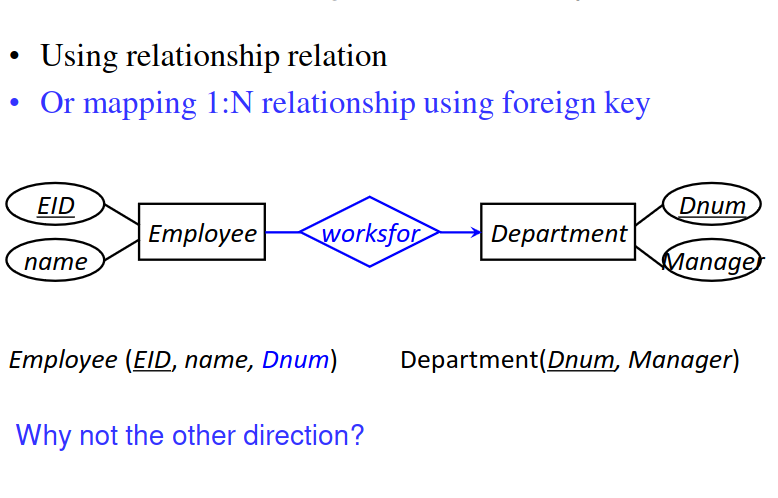 • Using relationship relation
• Or mapping 1:N relationship using foreign key
EID
name
Employee
worksfor
Department
Dnum
Manager
Employee (EID, name, Dnum)
Department(Dnum, Manager)
Why not the other direction?